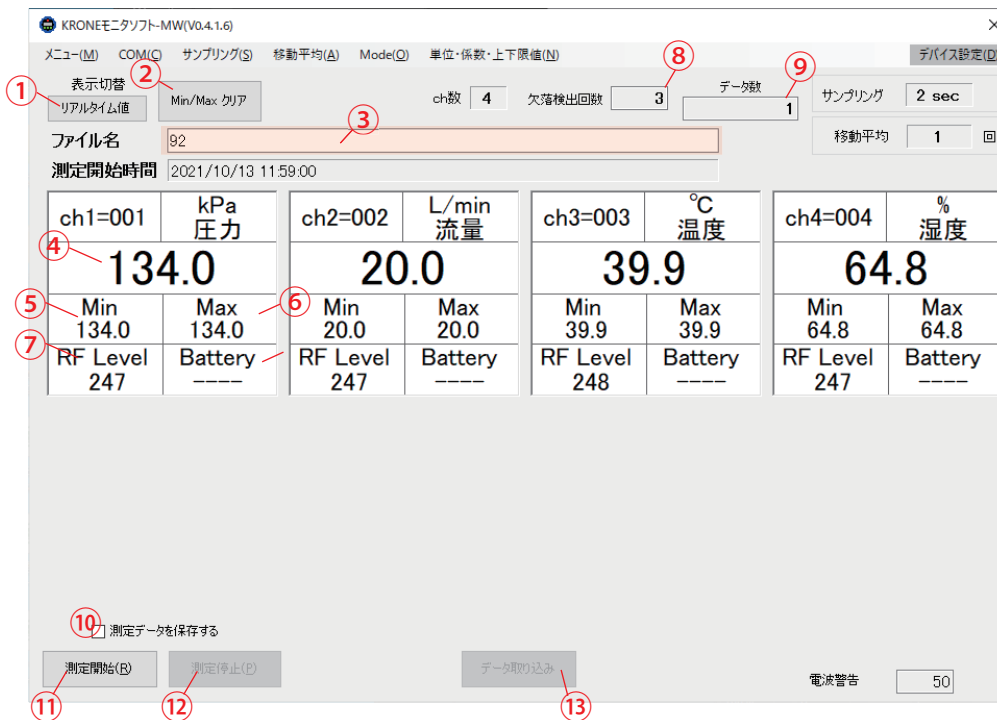 KRONEモニタソフト-MW(V0.4.1.6)
メニュー(M) COM(C) サンプリング(S) 移動平均(A) Mode(O) 単位・係数・上下限値(N) デバイス設定(D
表示切替
① リアルタイム値
② Min/Max クリア
ch数 4
欠落検出回数 3 ⑧
データ数
1 ⑨
サンプリング 2 sec
移動平均 1 回
ファイル名 92 ③
測定開始時間 2021/10/13 11:59:00
ch1=001 kPa 圧力
④ 134.0
⑤ Min Max ⑥
134.0 134.0
⑦ RF Level Battery
247 ----
ch2=002 L/min 流量
20.0
Min Max
20.0 20.0
RF Level Battery
247 ----
ch3=003 ℃ 温度
39.9
Min Max
39.9 39.9
RF Level Battery
248 ----
ch4=004 % 湿度
64.8
Min Max
64.8 64.8
RF Level Battery
247 ----
⑩ 測定データを保存する
測定開始(R) 測定停止(P) データ取り込み
⑪ ⑫ ⑬
電波警告 50